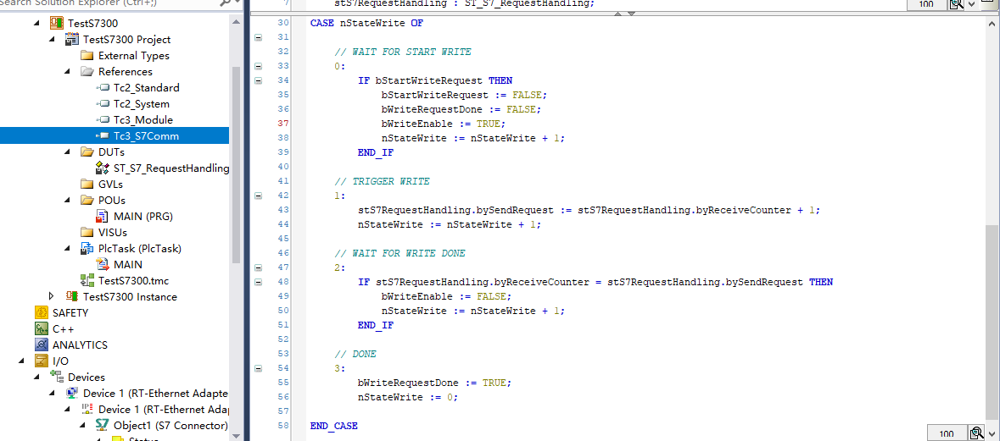 Search Solution Explorer (Ctrl+;)
TestS7300
TestS7300 Project
External Types
References
Tc2_Standard
Tc2_System
Tc3_Module
Tc3_S7Comm
DUTs
ST_S7_RequestHandling
GVLs
POUs
MAIN (PRG)
VISUs
PlcTask (PlcTask)
MAIN
TestS7300.tmc
TestS7300 Instance
SAFETY
C++
ANALYTICS
I/O
Devices
Device 1 (RT-Ethernet Adapte
Device 1 (RT-Ethernet Ada
Object1 (S7 Connector)
Status
7 stS7RequestHandling : ST_S7_RequestHandling;
100
30 CASE nStateWrite OF
31
32 // WAIT FOR START WRITE
33 0:
34 IF bStartWriteRequest THEN
35 bStartWriteRequest := FALSE;
36 bWriteRequestDone := FALSE;
37 bWriteEnable := TRUE;
38 nStateWrite := nStateWrite + 1;
39 END_IF
40
41 // TRIGGER WRITE
42 1:
43 stS7RequestHandling.bySendRequest := stS7RequestHandling.byReceiveCounter + 1;
44 nStateWrite := nStateWrite + 1;
45
46 // WAIT FOR WRITE DONE
47 2:
48 IF stS7RequestHandling.byReceiveCounter = stS7RequestHandling.bySendRequest THEN
49 bWriteEnable := FALSE;
50 nStateWrite := nStateWrite + 1;
51 END_IF
52
53 // DONE
54 3:
55 bWriteRequestDone := TRUE;
56 nStateWrite := 0;
57
58 END_CASE
100